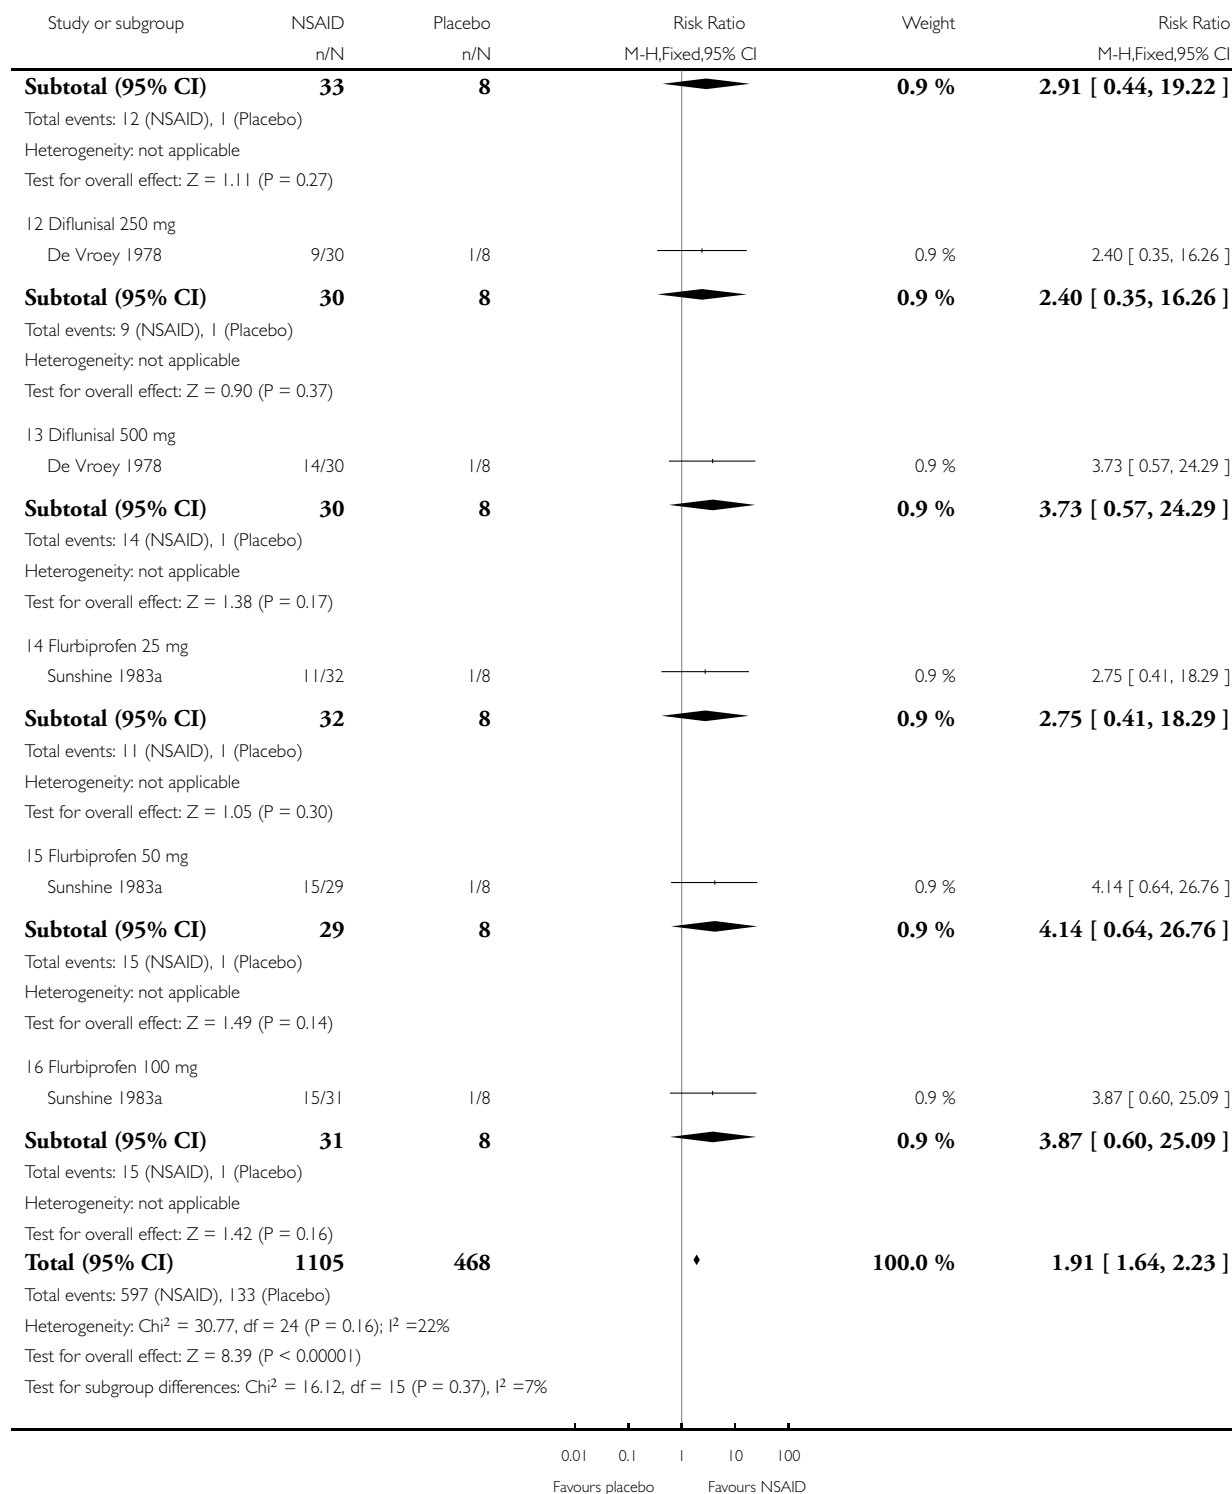 Study or subgroup NSAID Placebo Risk Ratio Weight Risk Ratio
n/N n/N M-H,Fixed,95% CI M-H,Fixed,95% CI
Subtotal (95% CI) 33 8 0.9 % 2.91 [ 0.44, 19.22 ]
Total events: 12 (NSAID), 1 (Placebo)
Heterogeneity: not applicable
Test for overall effect: Z = 1.11 (P = 0.27)
12 Diflunisal 250 mg
De Vroey 1978 9/30 1/8 0.9 % 2.40 [ 0.35, 16.26 ]
Subtotal (95% CI) 30 8 0.9 % 2.40 [ 0.35, 16.26 ]
Total events: 9 (NSAID), 1 (Placebo)
Heterogeneity: not applicable
Test for overall effect: Z = 0.90 (P = 0.37)
13 Diflunisal 500 mg
De Vroey 1978 14/30 1/8 0.9 % 3.73 [ 0.57, 24.29 ]
Subtotal (95% CI) 30 8 0.9 % 3.73 [ 0.57, 24.29 ]
Total events: 14 (NSAID), 1 (Placebo)
Heterogeneity: not applicable
Test for overall effect: Z = 1.38 (P = 0.17)
14 Flurbiprofen 25 mg
Sunshine 1983a 11/32 1/8 0.9 % 2.75 [ 0.41, 18.29 ]
Subtotal (95% CI) 32 8 0.9 % 2.75 [ 0.41, 18.29 ]
Total events: 11 (NSAID), 1 (Placebo)
Heterogeneity: not applicable
Test for overall effect: Z = 1.05 (P = 0.30)
15 Flurbiprofen 50 mg
Sunshine 1983a 15/29 1/8 0.9 % 4.14 [ 0.64, 26.76 ]
Subtotal (95% CI) 29 8 0.9 % 4.14 [ 0.64, 26.76 ]
Total events: 15 (NSAID), 1 (Placebo)
Heterogeneity: not applicable
Test for overall effect: Z = 1.49 (P = 0.14)
16 Flurbiprofen 100 mg
Sunshine 1983a 15/31 1/8 0.9 % 3.87 [ 0.60, 25.09 ]
Subtotal (95% CI) 31 8 0.9 % 3.87 [ 0.60, 25.09 ]
Total events: 15 (NSAID), 1 (Placebo)
Heterogeneity: not applicable
Test for overall effect: Z = 1.42 (P = 0.16)
Total (95% CI) 1105 468 100.0 % 1.91 [ 1.64, 2.23 ]
Total events: 597 (NSAID), 133 (Placebo)
Heterogeneity: Chi² = 30.77, df = 24 (P = 0.16); I² =22%
Test for overall effect: Z = 8.39 (P < 0.00001)
Test for subgroup differences: Chi² = 16.12, df = 15 (P = 0.37), I² =7%
0.01 0.1 1 10 100
Favours placebo Favours NSAID